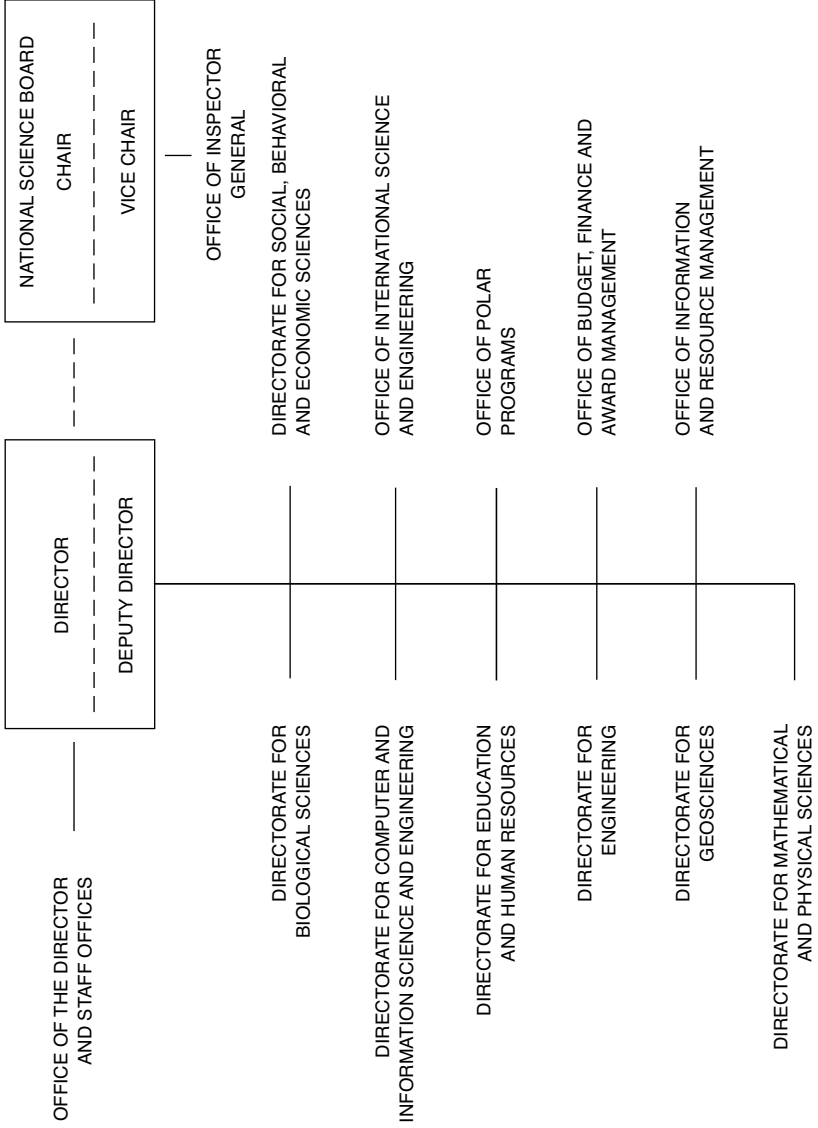 OFFICE OF THE DIRECTOR
AND STAFF OFFICES
DIRECTOR
DEPUTY DIRECTOR
NATIONAL SCIENCE BOARD
CHAIR
VICE CHAIR
OFFICE OF INSPECTOR
GENERAL
DIRECTORATE FOR
BIOLOGICAL SCIENCES
DIRECTORATE FOR SOCIAL, BEHAVIORAL
AND ECONOMIC SCIENCES
DIRECTORATE FOR COMPUTER AND
INFORMATION SCIENCE AND ENGINEERING
OFFICE OF INTERNATIONAL SCIENCE
AND ENGINEERING
DIRECTORATE FOR EDUCATION
AND HUMAN RESOURCES
OFFICE OF POLAR
PROGRAMS
DIRECTORATE FOR
ENGINEERING
OFFICE OF BUDGET, FINANCE AND
AWARD MANAGEMENT
DIRECTORATE FOR
GEOSCIENCES
OFFICE OF INFORMATION
AND RESOURCE MANAGEMENT
DIRECTORATE FOR MATHEMATICAL
AND PHYSICAL SCIENCES